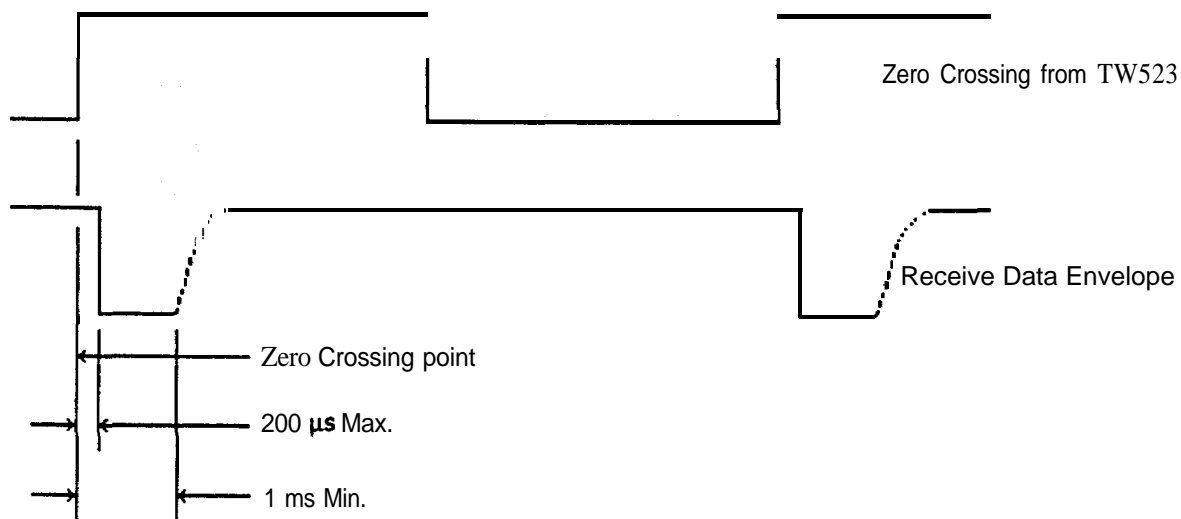 Zero Crossing from TW523
Receive Data Envelope
Zero Crossing point
200 µs Max.
1 ms Min.